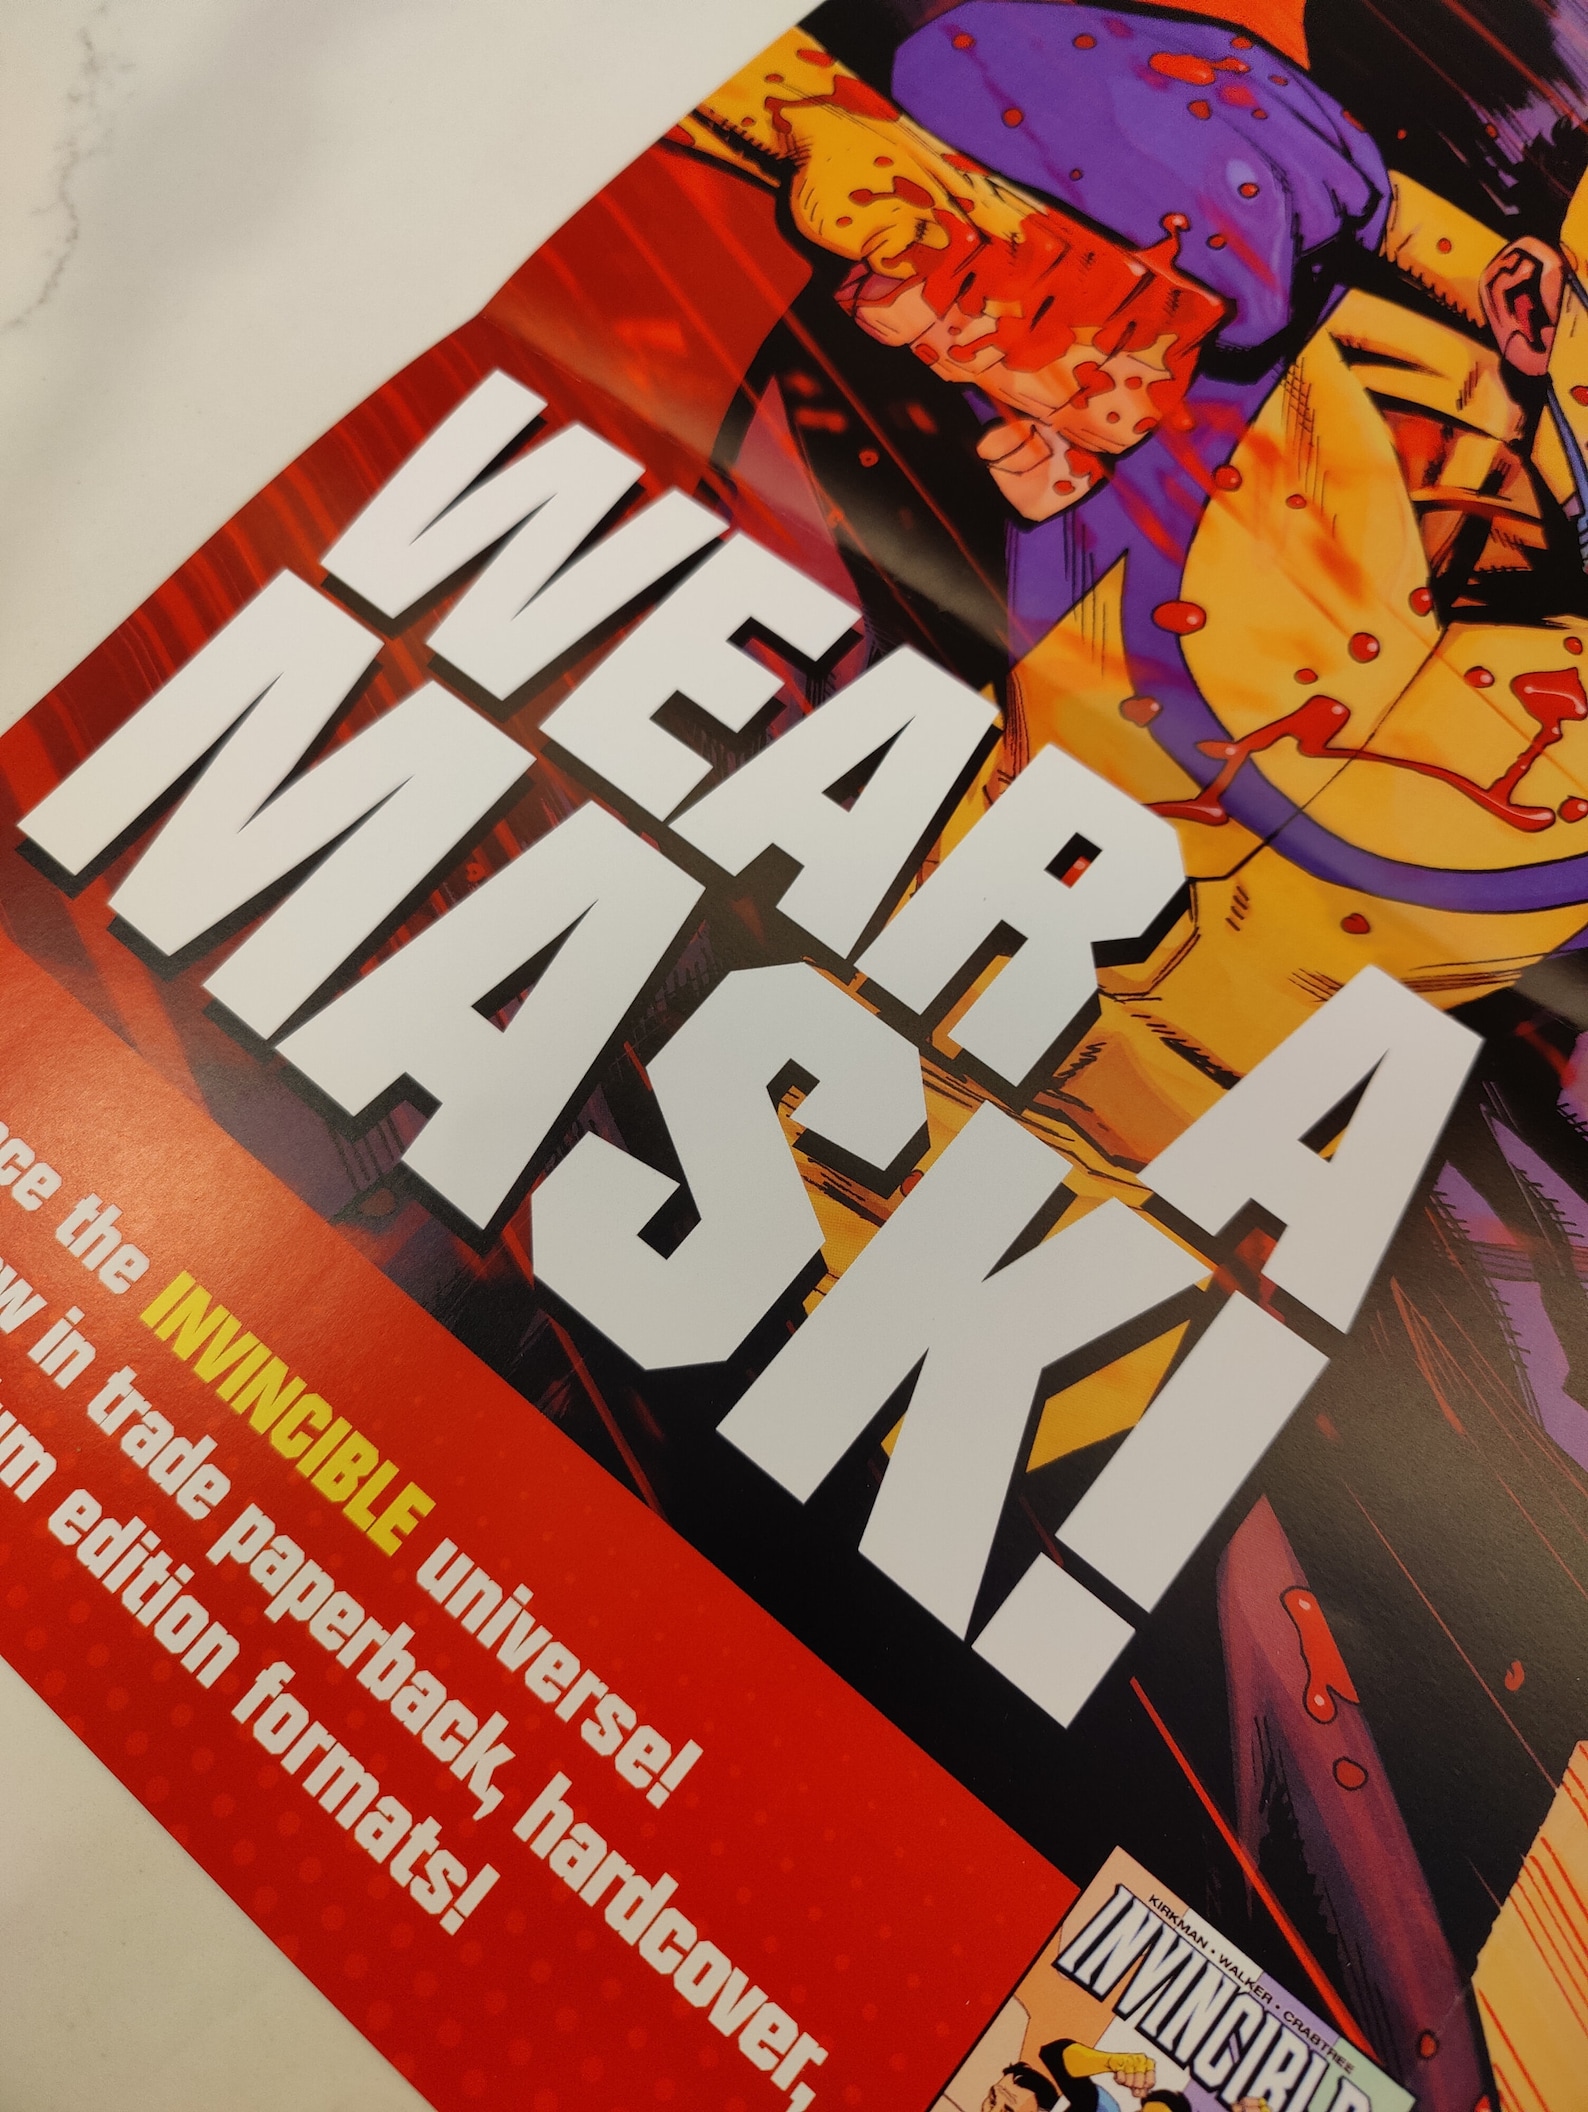 WEAR A
MASK!
the INVINCIBLE universe!
in trade paperback, hardcover,
edition formats!
KIRKMAN • WALKER • CRABTREE
INVINCIBLE